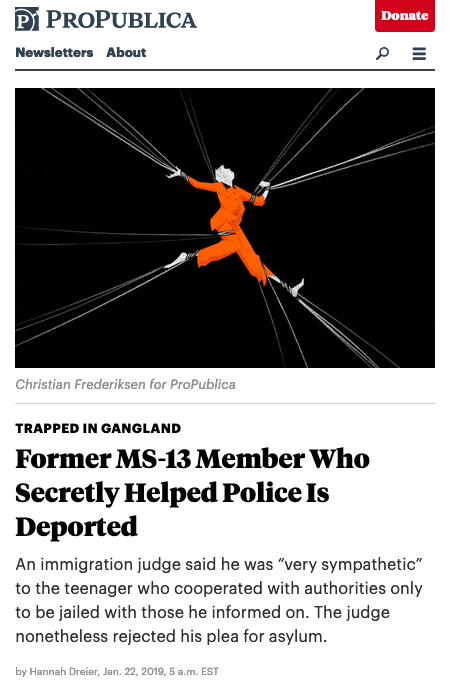 PROPUBLICA
Donate
Newsletters About
Christian Frederiksen for ProPublica
TRAPPED IN GANGLAND
Former MS-13 Member Who
Secretly Helped Police Is
Deported
An immigration judge said he was “very sympathetic”
to the teenager who cooperated with authorities only
to be jailed with those he informed on. The judge
nonetheless rejected his plea for asylum.
by Hannah Dreier, Jan. 22, 2019, 5 a.m. EST